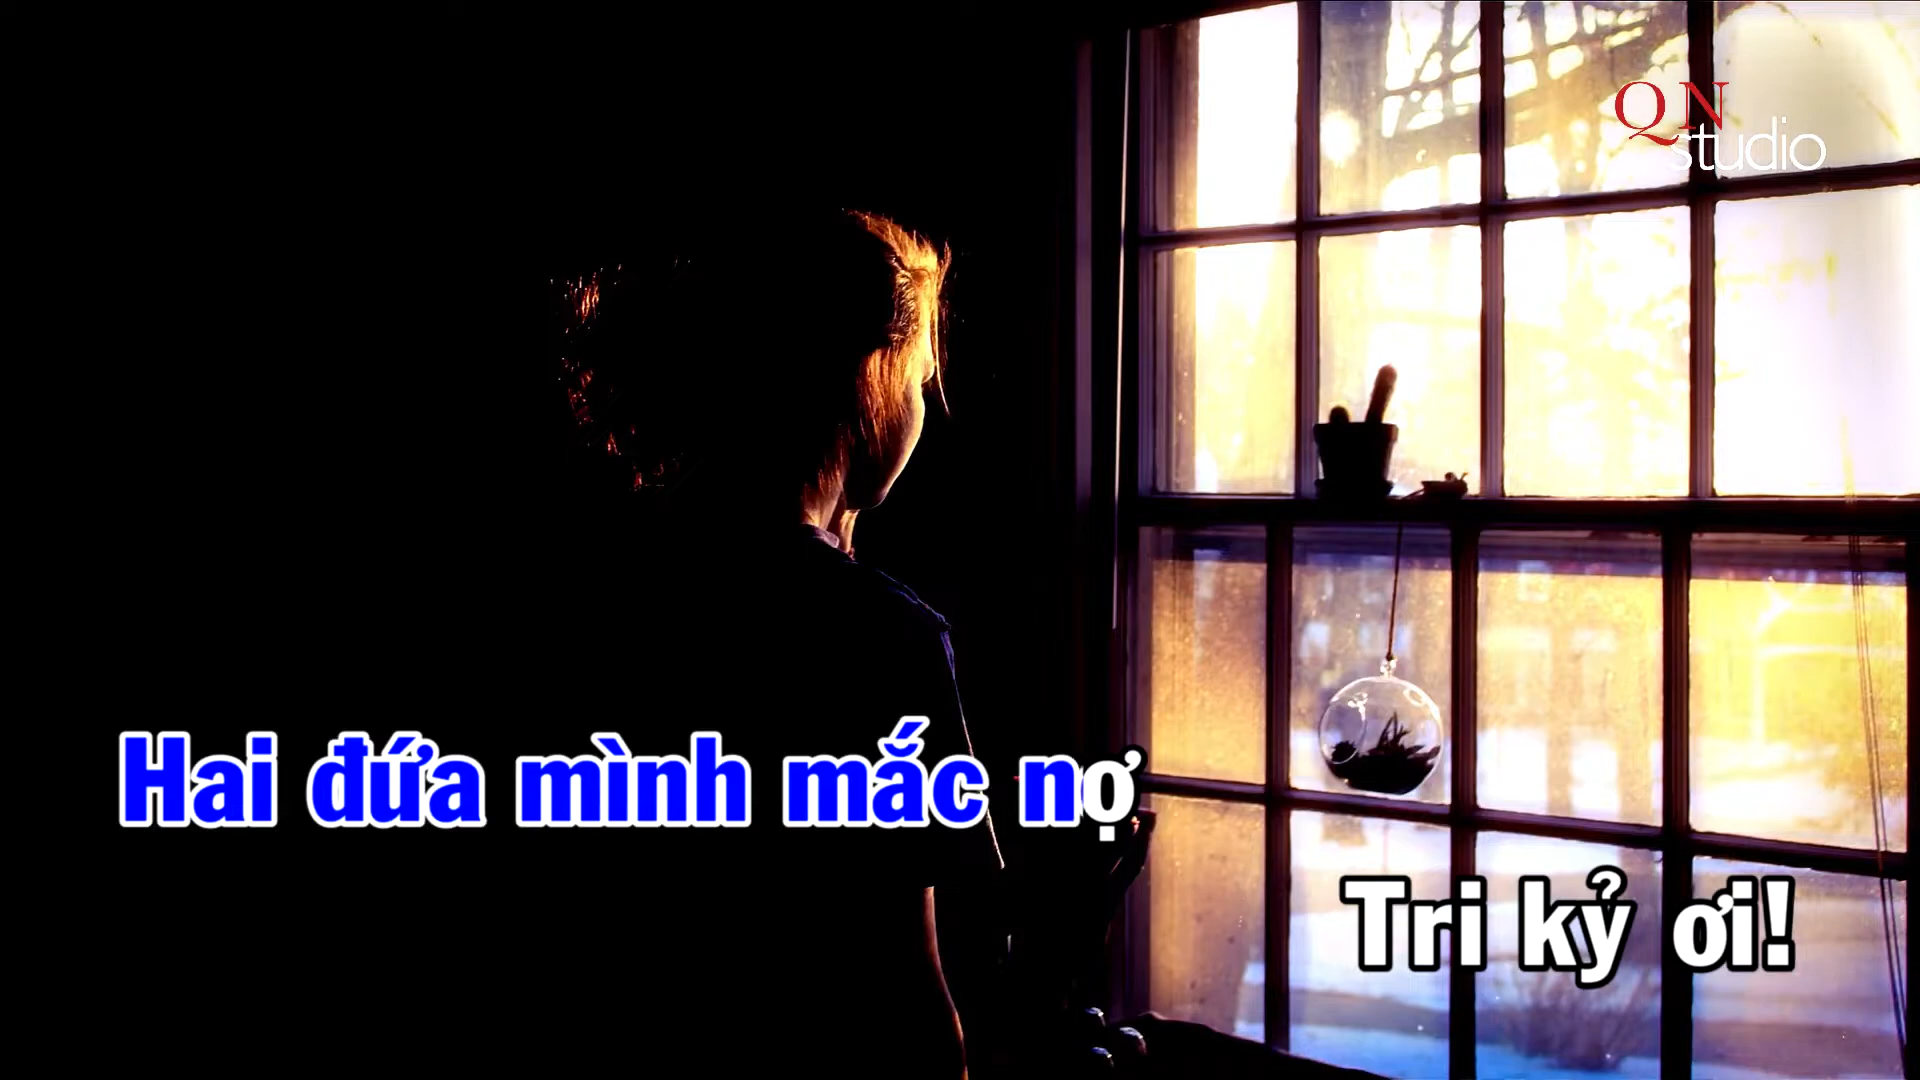 QN
studio
Hai đứa mình mắc nợ
Tri kỷ ơi!